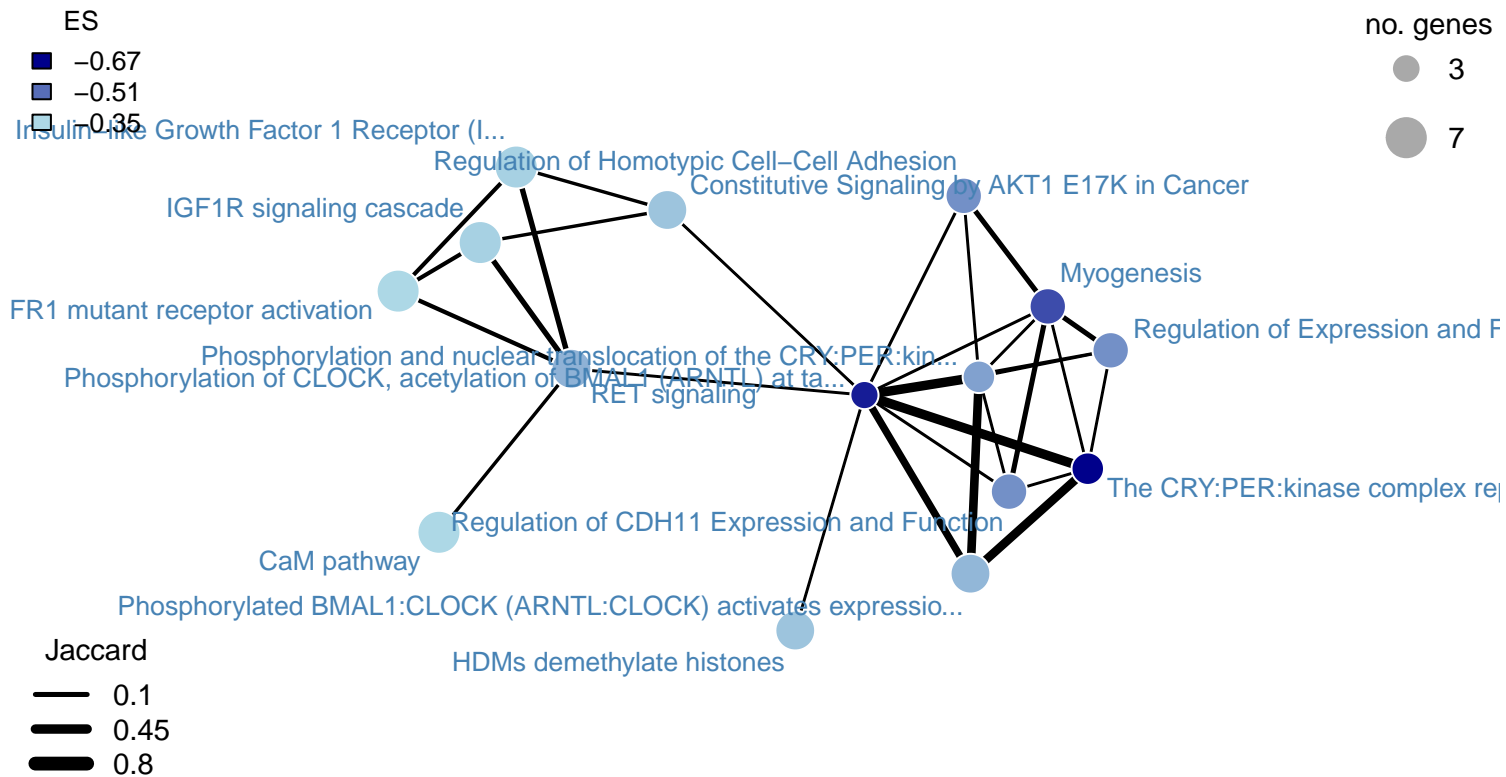 ES
−0.67
−0.51
−0.35
no. genes
3
7
Insulin−like Growth Factor 1 Receptor (I...
Regulation of Homotypic Cell−Cell Adhesion
Constitutive Signaling by AKT1 E17K in Cancer
IGF1R signaling cascade
Myogenesis
FR1 mutant receptor activation
Regulation of Expression and F
Phosphorylation and nuclear translocation of the CRY:PER:kin...
Phosphorylation of CLOCK, acetylation of BMAL1 (ARNTL) at ta...
RET signaling
The CRY:PER:kinase complex rep
Regulation of CDH11 Expression and Function
CaM pathway
Phosphorylated BMAL1:CLOCK (ARNTL:CLOCK) activates expressio...
HDMs demethylate histones
Jaccard
0.1
0.45
0.8